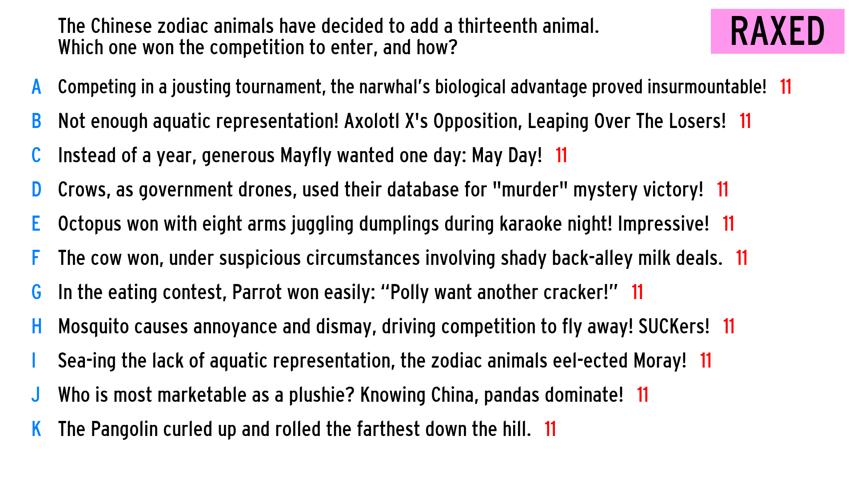 The Chinese zodiac animals have decided to add a thirteenth animal.
Which one won the competition to enter, and how?
RAXED
A Competing in a jousting tournament, the narwhal's biological advantage proved insurmountable! 11
B Not enough aquatic representation! Axolotl X's Opposition, Leaping Over The Losers! 11
C Instead of a year, generous Mayfly wanted one day: May Day! 11
D Crows, as government drones, used their database for "murder" mystery victory! 11
E Octopus won with eight arms juggling dumplings during karaoke night! Impressive! 11
F The cow won, under suspicious circumstances involving shady back-alley milk deals. 11
G In the eating contest, Parrot won easily: “Polly want another cracker!” 11
H Mosquito causes annoyance and dismay, driving competition to fly away! SUCKers! 11
I Sea-ing the lack of aquatic representation, the zodiac animals eel-ected Moray! 11
J Who is most marketable as a plushie? Knowing China, pandas dominate! 11
K The Pangolin curled up and rolled the farthest down the hill. 11